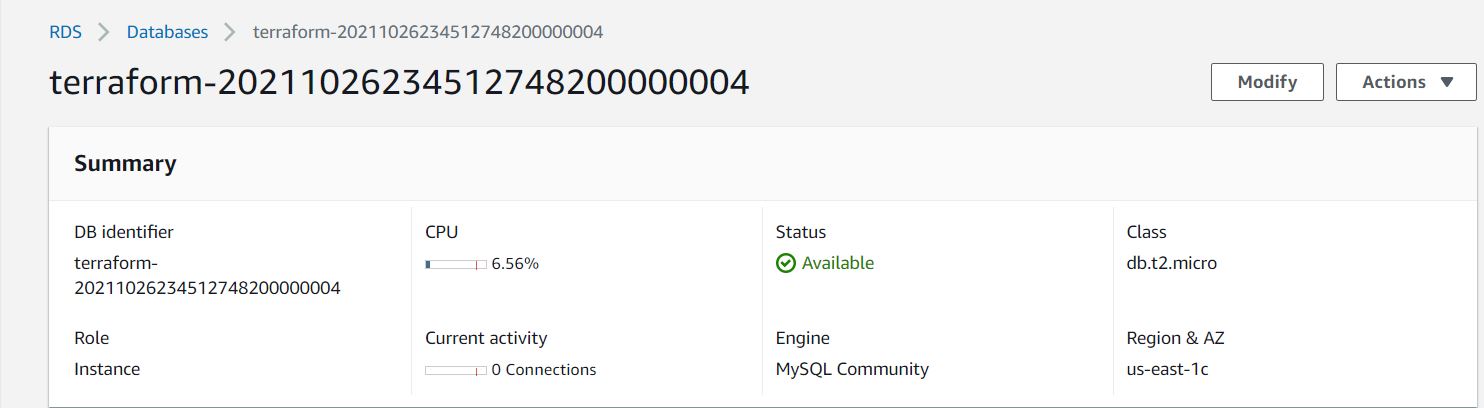 RDS > Databases > terraform-20211026234512748200000004
terraform-20211026234512748200000004
Modify
Actions
Summary
DB identifier
terraform-
20211026234512748200000004
CPU
6.56%
Status
Available
Class
db.t2.micro
Role
Instance
Current activity
0 Connections
Engine
MySQL Community
Region & AZ
us-east-1c